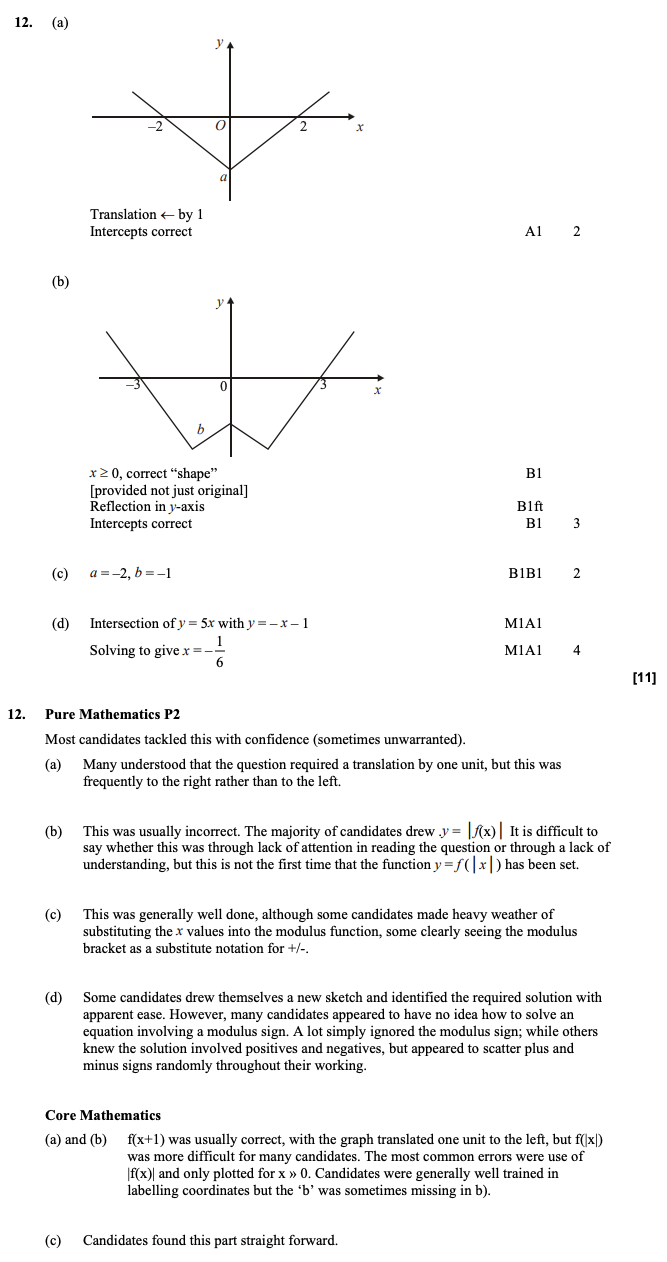 12. (a)
y
–2 O 2 x
a
Translation ← by 1
Intercepts correct A1 2
(b)
y
–3 0 3
x
b
x ≥ 0, correct “shape” B1
[provided not just original]
Reflection in y-axis B1ft
Intercepts correct B1 3
(c) a = –2, b = –1 B1B1 2
(d) Intersection of y = 5x with y = – x – 1 M1A1
Solving to give x = –1/6 M1A1 4
[11]
12. Pure Mathematics P2
Most candidates tackled this with confidence (sometimes unwarranted).
(a) Many understood that the question required a translation by one unit, but this was
frequently to the right rather than to the left.
(b) This was usually incorrect. The majority of candidates drew .y = |f(x)| It is difficult to
say whether this was through lack of attention in reading the question or through a lack of
understanding, but this is not the first time that the function y = f(|x|) has been set.
(c) This was generally well done, although some candidates made heavy weather of
substituting the x values into the modulus function, some clearly seeing the modulus
bracket as a substitute notation for +/-.
(d) Some candidates drew themselves a new sketch and identified the required solution with
apparent ease. However, many candidates appeared to have no idea how to solve an
equation involving a modulus sign. A lot simply ignored the modulus sign; while others
knew the solution involved positives and negatives, but appeared to scatter plus and
minus signs randomly throughout their working.
Core Mathematics
(a) and (b) f(x+1) was usually correct, with the graph translated one unit to the left, but f(|x|)
was more difficult for many candidates. The most common errors were use of
|f(x)| and only plotted for x » 0. Candidates were generally well trained in
labelling coordinates but the ‘b’ was sometimes missing in b).
(c) Candidates found this part straight forward.